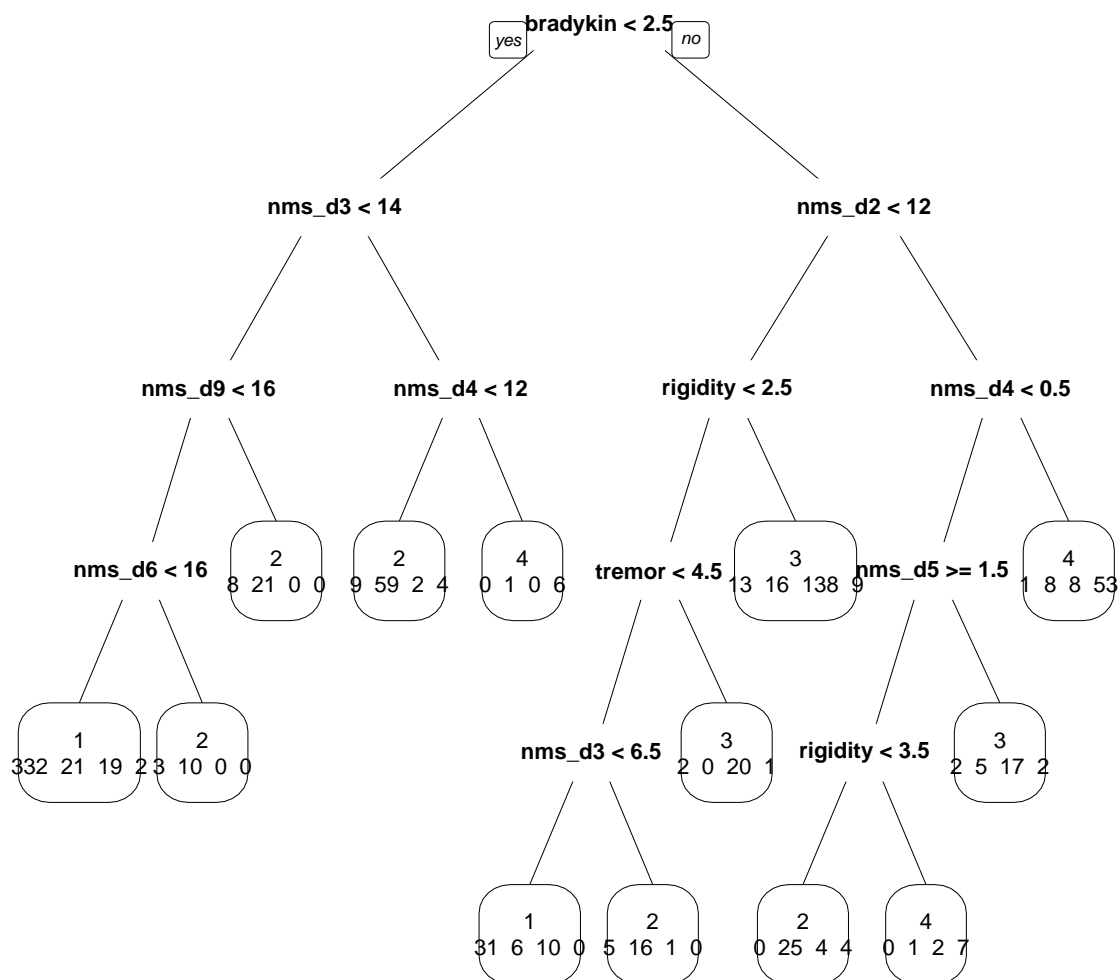 bradykin < 2.5
yes
no
nms_d3 < 14
nms_d2 < 12
nms_d9 < 16
nms_d4 < 12
rigidity < 2.5
nms_d4 < 0.5
nms_d6 < 16
2
8 21 0 0
2
9 59 2 4
4
0 1 0 6
tremor < 4.5
3
13 16 138 9
nms_d5 >= 1.5
4
1 8 8 53
1
332 21 19 2
2
3 10 0 0
nms_d3 < 6.5
3
2 0 20 1
rigidity < 3.5
3
2 5 17 2
1
31 6 10 0
2
5 16 1 0
2
0 25 4 4
4
0 1 2 7